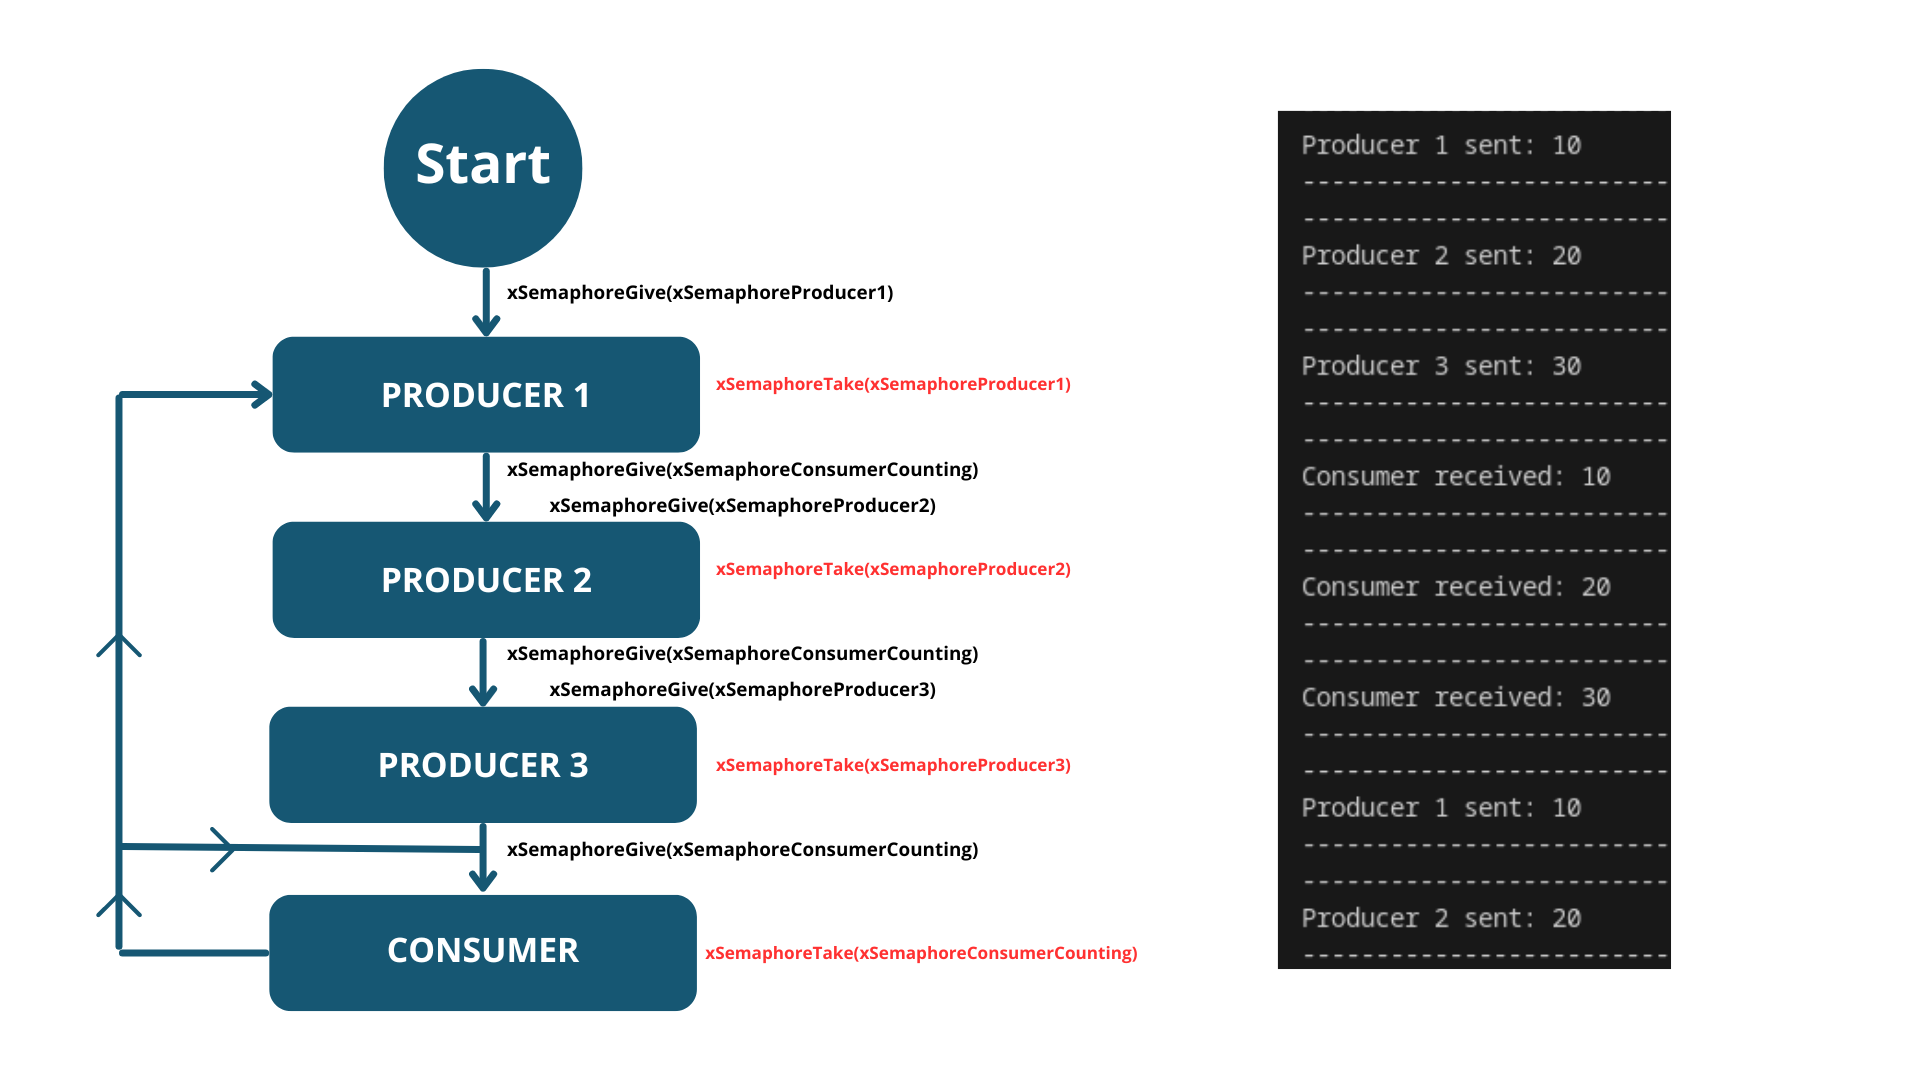 Start
xSemaphoreGive(xSemaphoreProducer1)
PRODUCER 1
xSemaphoreTake(xSemaphoreProducer1)
xSemaphoreGive(xSemaphoreConsumerCounting)
xSemaphoreGive(xSemaphoreProducer2)
PRODUCER 2
xSemaphoreTake(xSemaphoreProducer2)
xSemaphoreGive(xSemaphoreConsumerCounting)
xSemaphoreGive(xSemaphoreProducer3)
PRODUCER 3
xSemaphoreTake(xSemaphoreProducer3)
xSemaphoreGive(xSemaphoreConsumerCounting)
CONSUMER
xSemaphoreTake(xSemaphoreConsumerCounting)
Producer 1 sent: 10
-------------------------
-------------------------
Producer 2 sent: 20
-------------------------
-------------------------
Producer 3 sent: 30
-------------------------
-------------------------
Consumer received: 10
-------------------------
-------------------------
Consumer received: 20
-------------------------
-------------------------
Consumer received: 30
-------------------------
-------------------------
Producer 1 sent: 10
-------------------------
-------------------------
Producer 2 sent: 20
-------------------------